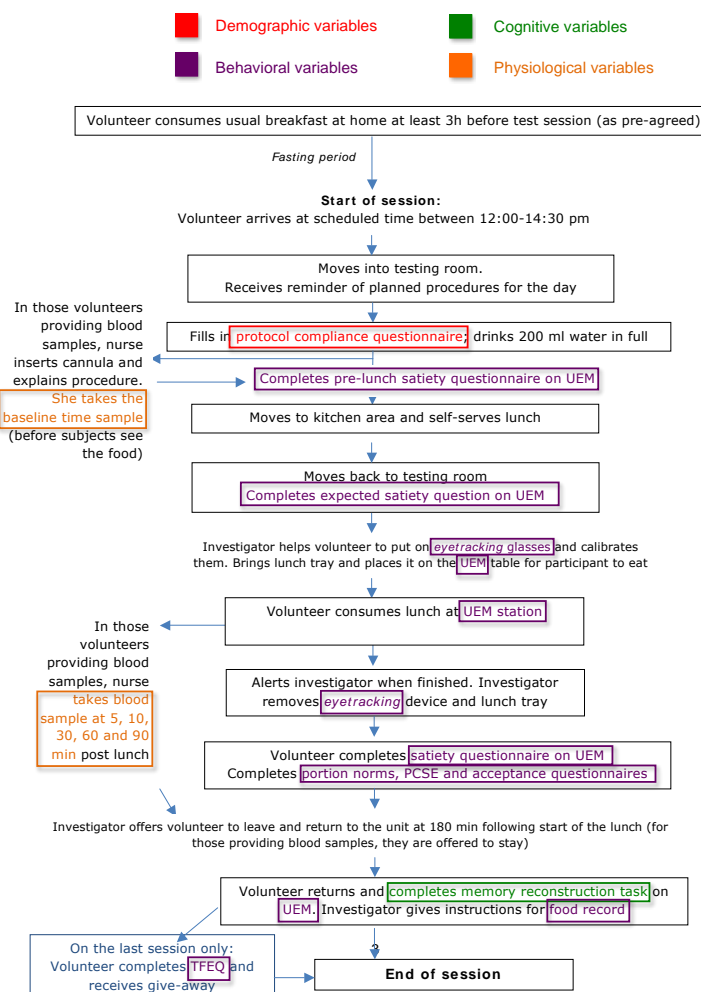 Demographic variables
Cognitive variables
Behavioral variables
Physiological variables
Volunteer consumes usual breakfast at home at least 3h before test session (as pre-agreed)
Fasting period
Start of session:
Volunteer arrives at scheduled time between 12:00-14:30 pm
Moves into testing room.
Receives reminder of planned procedures for the day
Fills in protocol compliance questionnaire; drinks 200 ml water in full
In those volunteers
providing blood
samples, nurse
inserts cannula and
explains procedure.
She takes the
baseline time sample
(before subjects see
the food)
Completes pre-lunch satiety questionnaire on UEM
Moves to kitchen area and self-serves lunch
Moves back to testing room
Completes expected satiety question on UEM
Investigator helps volunteer to put on eyetracking glasses and calibrates
them. Brings lunch tray and places it on the UEM table for participant to eat
Volunteer consumes lunch at UEM station
In those
volunteers
providing blood
samples, nurse
takes blood
sample at 5, 10,
30, 60 and 90
min post lunch
Alerts investigator when finished. Investigator
removes eyetracking device and lunch tray
Volunteer completes satiety questionnaire on UEM
Completes portion norms, PCSE and acceptance questionnaires
Investigator offers volunteer to leave and return to the unit at 180 min following start of the lunch (for
those providing blood samples, they are offered to stay)
Volunteer returns and completes memory reconstruction task on
UEM. Investigator gives instructions for food record
3
On the last session only:
Volunteer completes TFEQ and
receives give-away
End of session